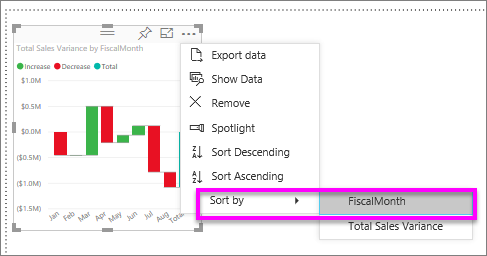 Total Sales Variance by FiscalMonth
Increase Decrease Total
$1.0M
$0.5M
$0.0M
($0.5M)
($1.0M)
($1.5M)
Jan Feb Mar Apr May Jun Jul Aug Total
Export data
Show Data
Remove
Spotlight
Sort Descending
Sort Ascending
Sort by
FiscalMonth
Total Sales Variance